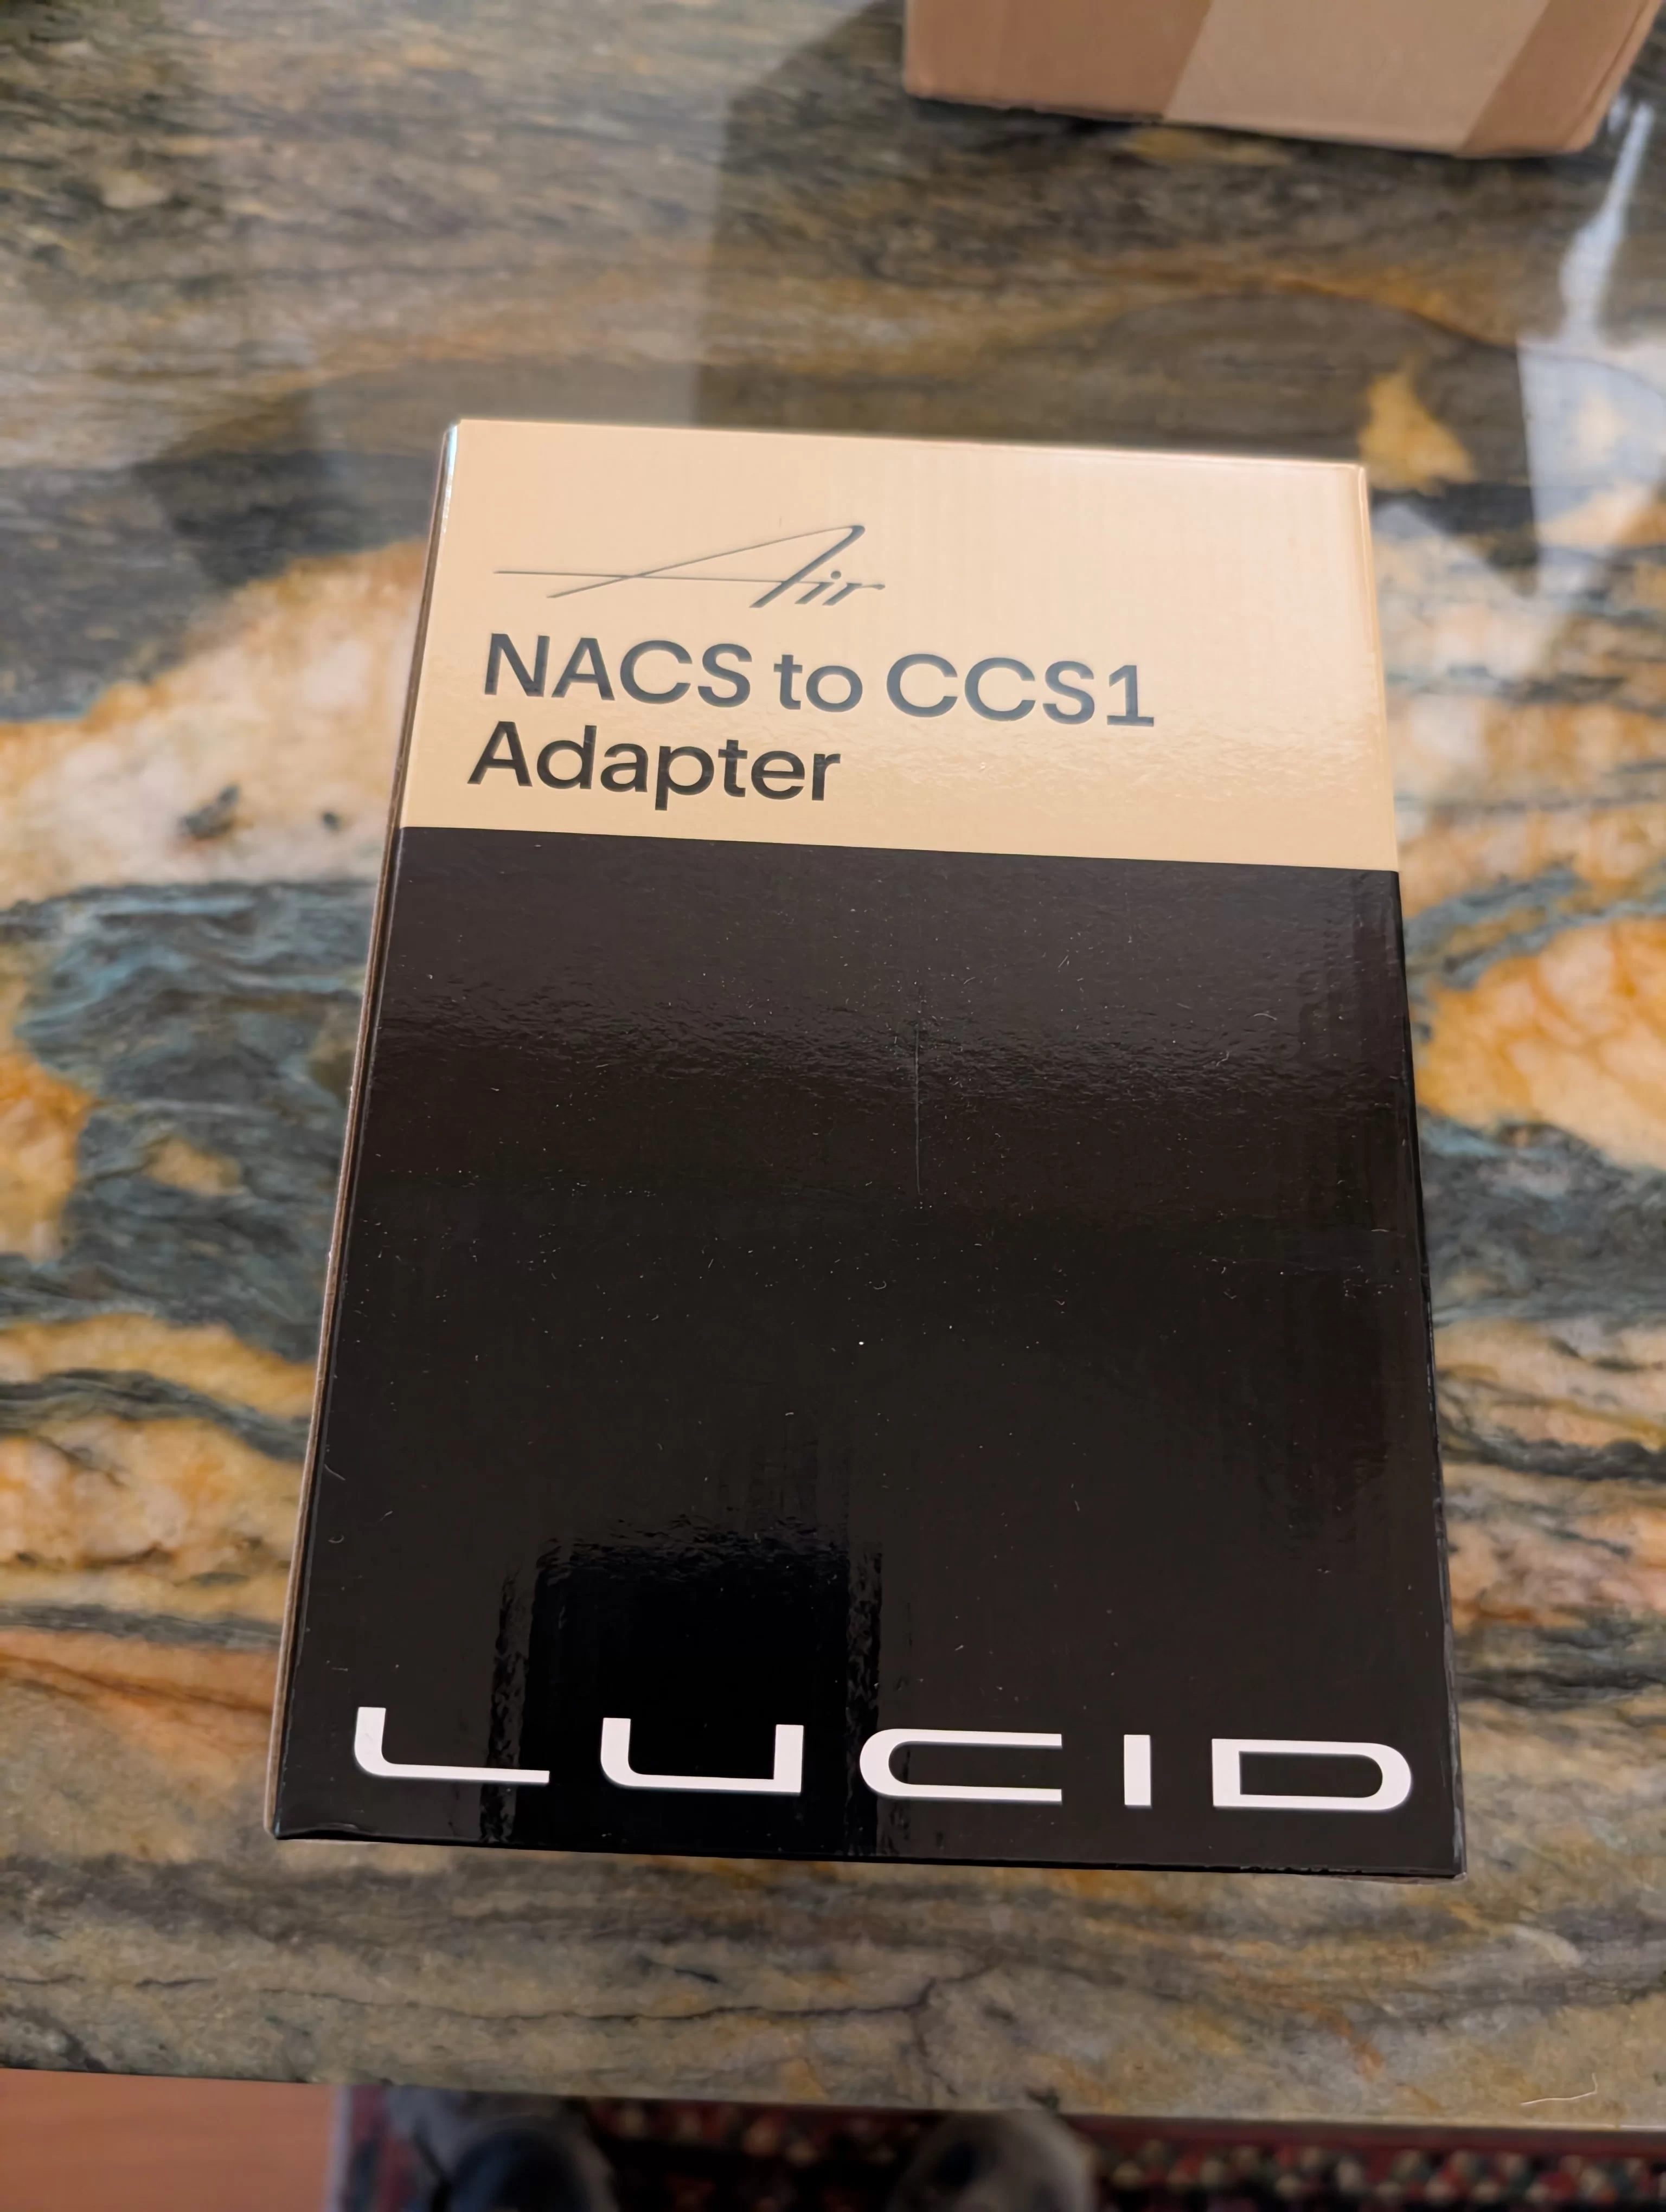 Air
NACS to CCS1
Adapter
LUCID